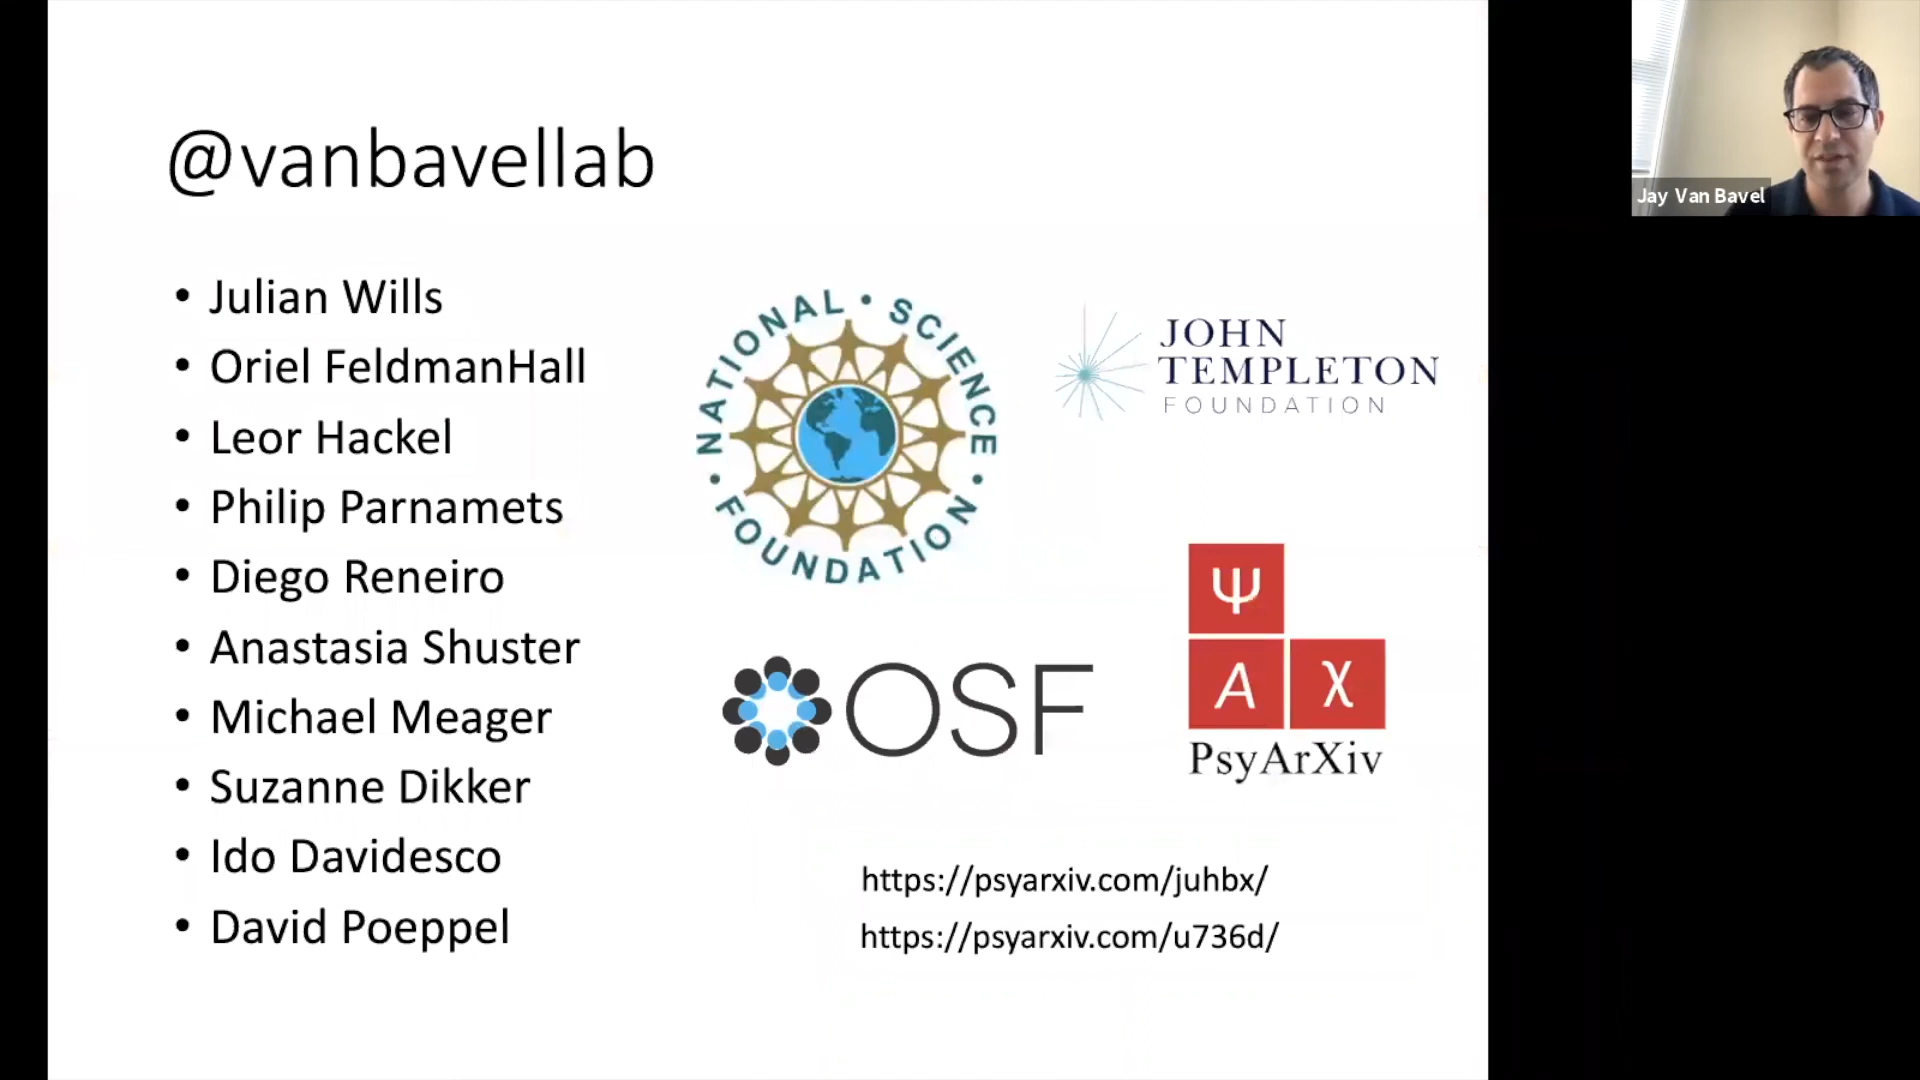 @vanbavellab
• Julian Wills
• Oriel FeldmanHall
• Leor Hackel
• Philip Parnamets
• Diego Reneiro
• Anastasia Shuster
• Michael Meager
• Suzanne Dikker
• Ido Davidesco
• David Poeppel
NATIONAL • SCIENCE • FOUNDATION •
JOHN
TEMPLETON
FOUNDATION
OSF
Ψ
A χ
PsyArXiv
https://psyarxiv.com/juhbx/
https://psyarxiv.com/u736d/
Jay Van Bavel